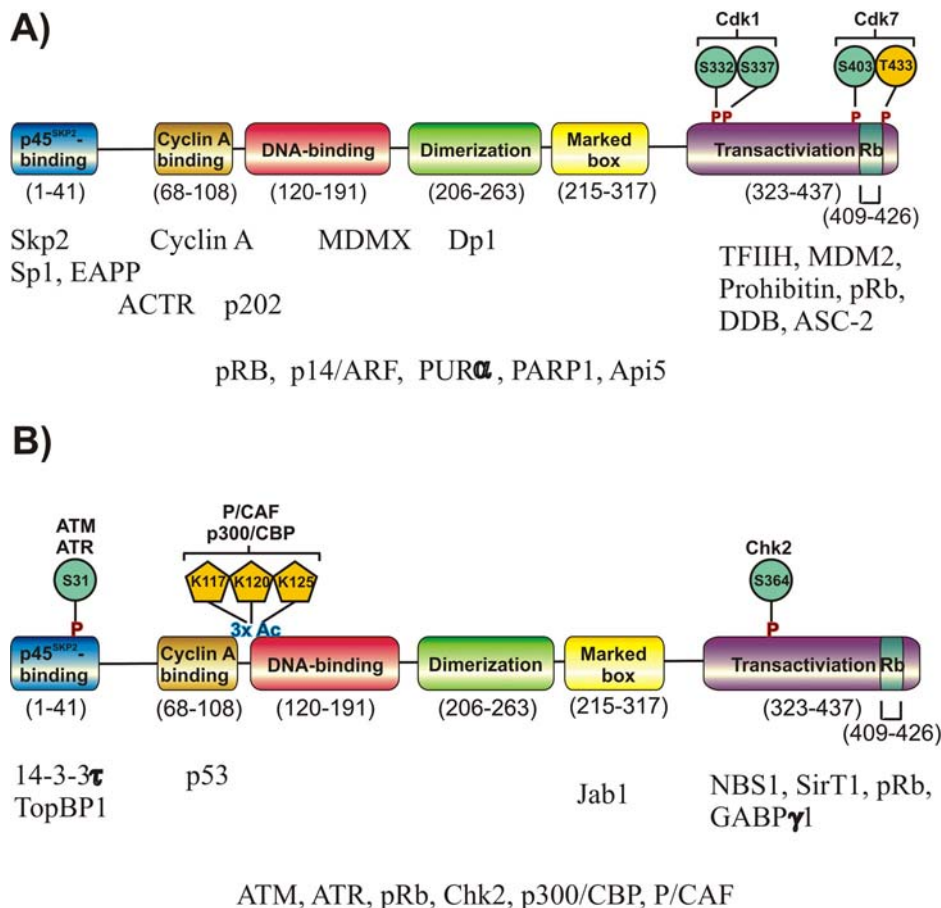 A)
Cdk1 Cdk7
S332 S337 S403 T433
PP P P
p45SKP2-
binding
Cyclin A
binding
DNA-binding
Dimerization
Marked
box
Transactiviation Rb
(1-41) (68-108) (120-191) (206-263) (215-317) (323-437)
(409-426)
Skp2 Cyclin A MDMX Dp1
Sp1, EAPP
ACTR p202
TFIIH, MDM2,
Prohibitin, pRb,
DDB, ASC-2
pRB, p14/ARF, PURα, PARP1, Api5
B)
ATM
ATR
P/CAF
p300/CBP
Chk2
S31 K117 K120 K125 S364
P 3x Ac P
p45SKP2-
binding
Cyclin A
binding
DNA-binding
Dimerization
Marked
box
Transactiviation Rb
(1-41) (68-108) (120-191) (206-263) (215-317) (323-437)
(409-426)
14-3-3τ
TopBP1
p53
Jab1
NBS1, SirT1, pRb,
GABPγ1
ATM, ATR, pRb, Chk2, p300/CBP, P/CAF